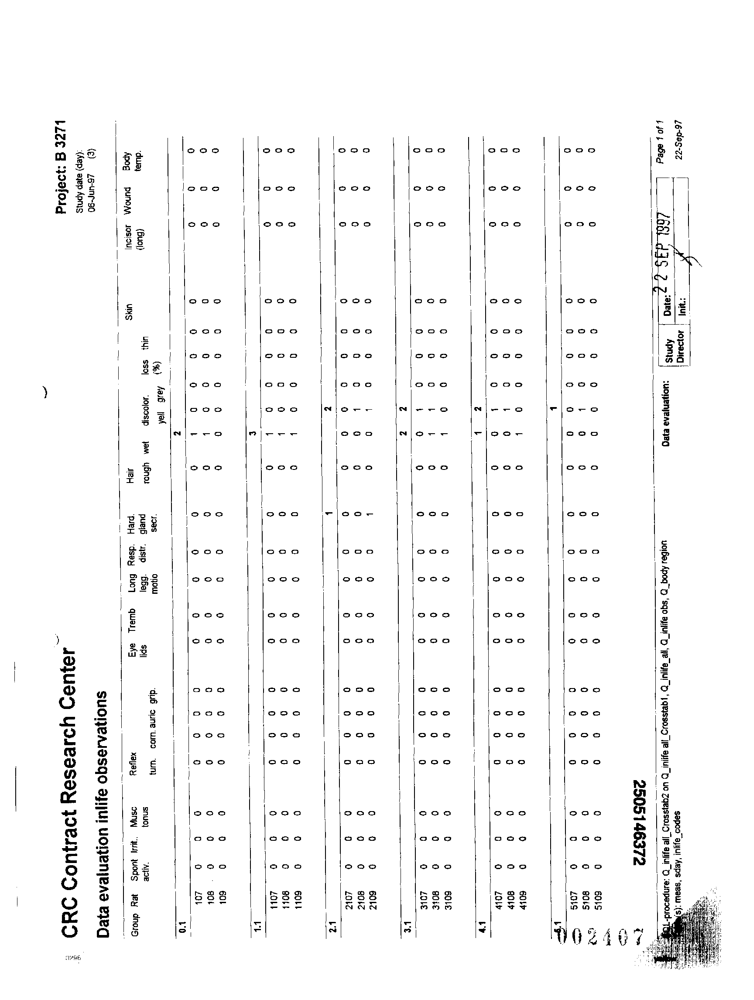 CRC Contract Research Center
Project: B 3271
Data evaluation inlife observations
Study date (day):
06-Jun-97 (3)
Group Rat Spont Irrit. Musc Reflex Eye Tremb Long Resp. Hard. Hair Skin Incisor Wound Body
activ. tonus turn. corn. auric grip. lids legg. distr. gland rough wet discolor. loss thin (long) temp.
motio secr. yell grey (%)
0.1 2
107 0 0 0 0 0 0 0 0 0 0 0 0 0 1 0 0 0 0 0 0 0 0
108 0 0 0 0 0 0 0 0 0 0 0 0 0 1 0 0 0 0 0 0 0 0
109 0 0 0 0 0 0 0 0 0 0 0 0 0 0 0 0 0 0 0 0 0 0
1.1 3
1107 0 0 0 0 0 0 0 0 0 0 0 0 0 1 0 0 0 0 0 0 0 0
1108 0 0 0 0 0 0 0 0 0 0 0 0 0 1 0 0 0 0 0 0 0 0
1109 0 0 0 0 0 0 0 0 0 0 0 0 0 1 0 0 0 0 0 0 0 0
2.1 1 2
2107 0 0 0 0 0 0 0 0 0 0 0 0 0 0 0 0 0 0 0 0 0 0
2108 0 0 0 0 0 0 0 0 0 0 0 0 0 0 1 0 0 0 0 0 0 0
2109 0 0 0 0 0 0 0 0 0 0 0 1 0 0 1 0 0 0 0 0 0 0
3.1 2 2
3107 0 0 0 0 0 0 0 0 0 0 0 0 0 0 1 0 0 0 0 0 0 0
3108 0 0 0 0 0 0 0 0 0 0 0 0 0 1 1 0 0 0 0 0 0 0
3109 0 0 0 0 0 0 0 0 0 0 0 0 0 1 0 0 0 0 0 0 0 0
4.1 1 2
4107 0 0 0 0 0 0 0 0 0 0 0 0 0 0 1 0 0 0 0 0 0 0
4108 0 0 0 0 0 0 0 0 0 0 0 0 0 0 1 0 0 0 0 0 0 0
4109 0 0 0 0 0 0 0 0 0 0 0 0 0 1 0 0 0 0 0 0 0 0
5.1 1
5107 0 0 0 0 0 0 0 0 0 0 0 0 0 0 0 0 0 0 0 0 0 0
5108 0 0 0 0 0 0 0 0 0 0 0 0 0 0 1 0 0 0 0 0 0 0
5109 0 0 0 0 0 0 0 0 0 0 0 0 0 0 0 0 0 0 0 0 0 0
2505146372
Data evaluation: Study Director Date: 22 SEP. 1997
Init.:
Page 1 of 1
22-Sep-97
QL-procedure: Q_inlife all_Crosstab2 on Q_inlife all_Crosstab1, Q_inlife_all, Q_inlife obs, Q_body region
(s): meas, sday, inlife_codes
002407